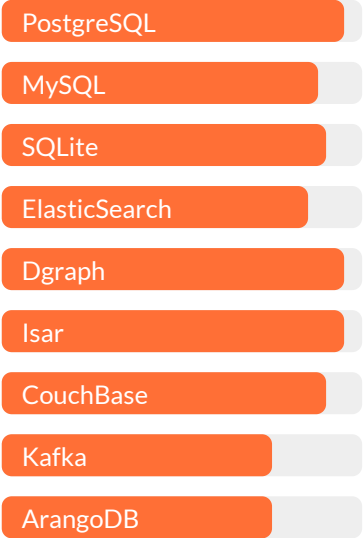 PostgreSQL
MySQL
SQLite
ElasticSearch
Dgraph
Isar
CouchBase
Kafka
ArangoDB